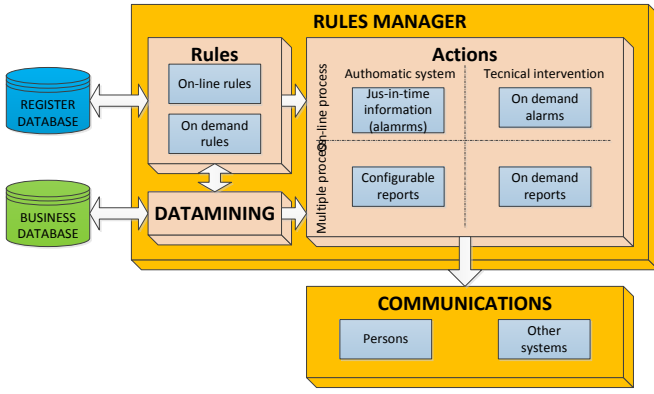 RULES MANAGER
Rules
On-line rules
On demand
rules
REGISTER
DATABASE
BUSINESS
DATABASE
DATAMINING
Actions
Authomatic system
Tecnical intervention
On-line process
Multiple process
Jus-in-time
information
(alamrms)
On demand
alarms
Configurable
reports
On demand
reports
COMMUNICATIONS
Persons
Other
systems